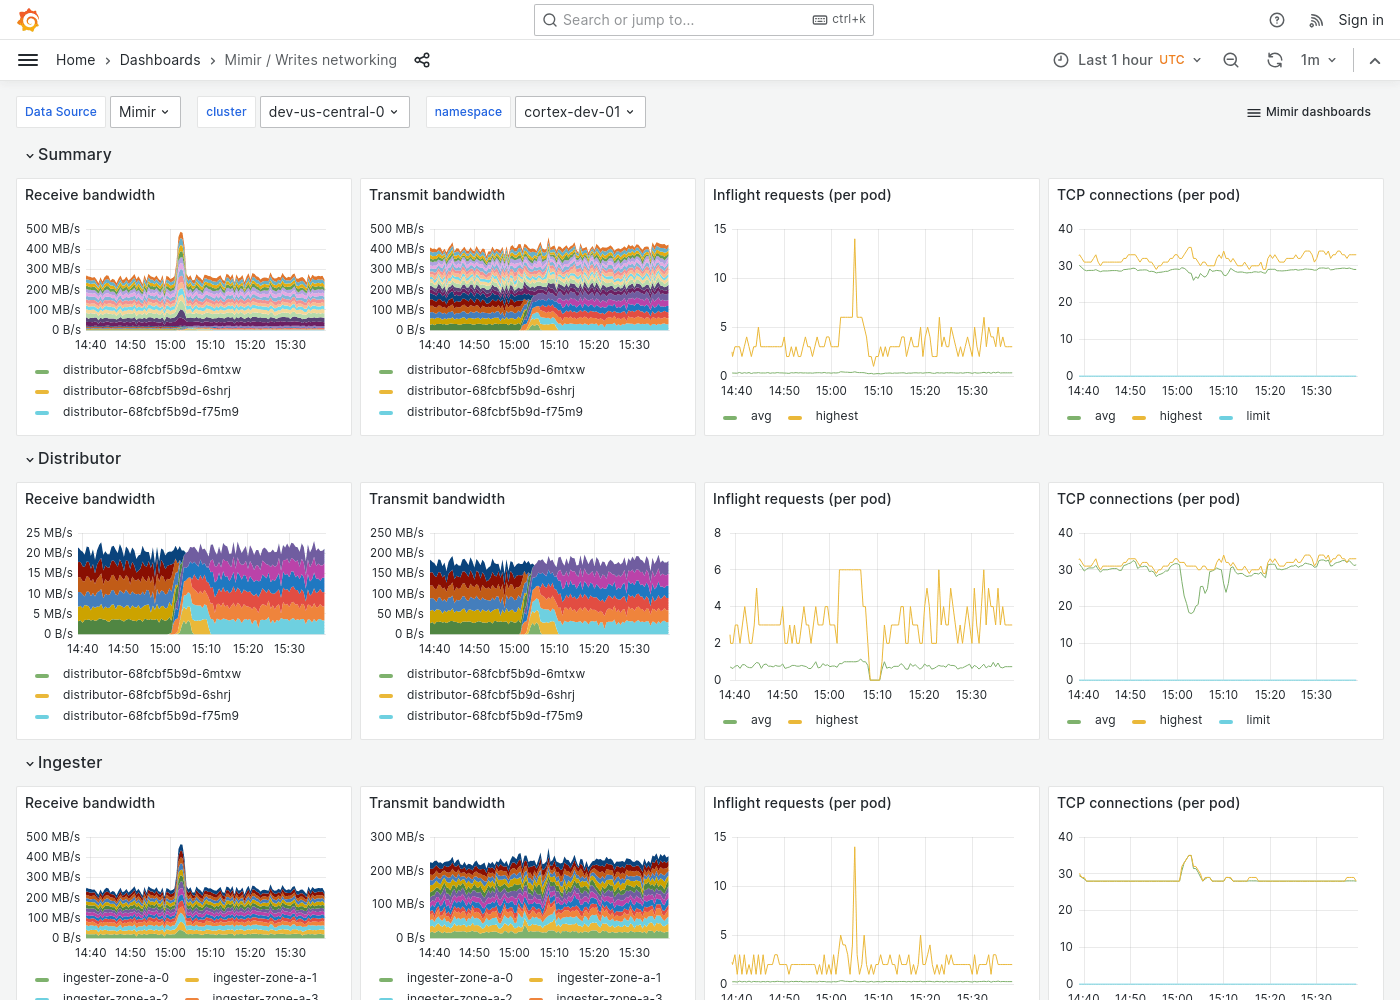 Search or jump to...
ctrl+k
Sign in
Home
Dashboards
Mimir / Writes networking
Last 1 hour UTC
1m
Data Source
Mimir
cluster
dev-us-central-0
namespace
cortex-dev-01
Mimir dashboards
Summary
Receive bandwidth
500 MB/s
400 MB/s
300 MB/s
200 MB/s
100 MB/s
0 B/s
14:40 14:50 15:00 15:10 15:20 15:30
distributor-68fcbf5b9d-6mtxw
distributor-68fcbf5b9d-6shrj
distributor-68fcbf5b9d-f75m9
Transmit bandwidth
500 MB/s
400 MB/s
300 MB/s
200 MB/s
100 MB/s
0 B/s
14:40 14:50 15:00 15:10 15:20 15:30
distributor-68fcbf5b9d-6mtxw
distributor-68fcbf5b9d-6shrj
distributor-68fcbf5b9d-f75m9
Inflight requests (per pod)
15
10
5
0
14:40 14:50 15:00 15:10 15:20 15:30
avg highest
TCP connections (per pod)
40
30
20
10
0
14:40 14:50 15:00 15:10 15:20 15:30
avg highest limit
Distributor
Receive bandwidth
25 MB/s
20 MB/s
15 MB/s
10 MB/s
5 MB/s
0 B/s
14:40 14:50 15:00 15:10 15:20 15:30
distributor-68fcbf5b9d-6mtxw
distributor-68fcbf5b9d-6shrj
distributor-68fcbf5b9d-f75m9
Transmit bandwidth
250 MB/s
200 MB/s
150 MB/s
100 MB/s
50 MB/s
0 B/s
14:40 14:50 15:00 15:10 15:20 15:30
distributor-68fcbf5b9d-6mtxw
distributor-68fcbf5b9d-6shrj
distributor-68fcbf5b9d-f75m9
Inflight requests (per pod)
8
6
4
2
0
14:40 14:50 15:00 15:10 15:20 15:30
avg highest
TCP connections (per pod)
40
30
20
10
0
14:40 14:50 15:00 15:10 15:20 15:30
avg highest limit
Ingester
Receive bandwidth
500 MB/s
400 MB/s
300 MB/s
200 MB/s
100 MB/s
0 B/s
14:40 14:50 15:00 15:10 15:20 15:30
ingester-zone-a-0 ingester-zone-a-1
ingester-zone-a-2 ingester-zone-a-3
Transmit bandwidth
300 MB/s
200 MB/s
100 MB/s
0 B/s
14:40 14:50 15:00 15:10 15:20 15:30
ingester-zone-a-0 ingester-zone-a-1
ingester-zone-a-2 ingester-zone-a-3
Inflight requests (per pod)
15
10
5
0
14:40 14:50 15:00 15:10 15:20 15:30
TCP connections (per pod)
40
30
20
10
0
14:40 14:50 15:00 15:10 15:20 15:30